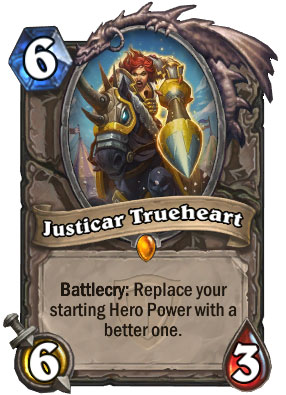 6
Justicar Trueheart
Battlecry: Replace your
starting Hero Power with a
better one.
6
3